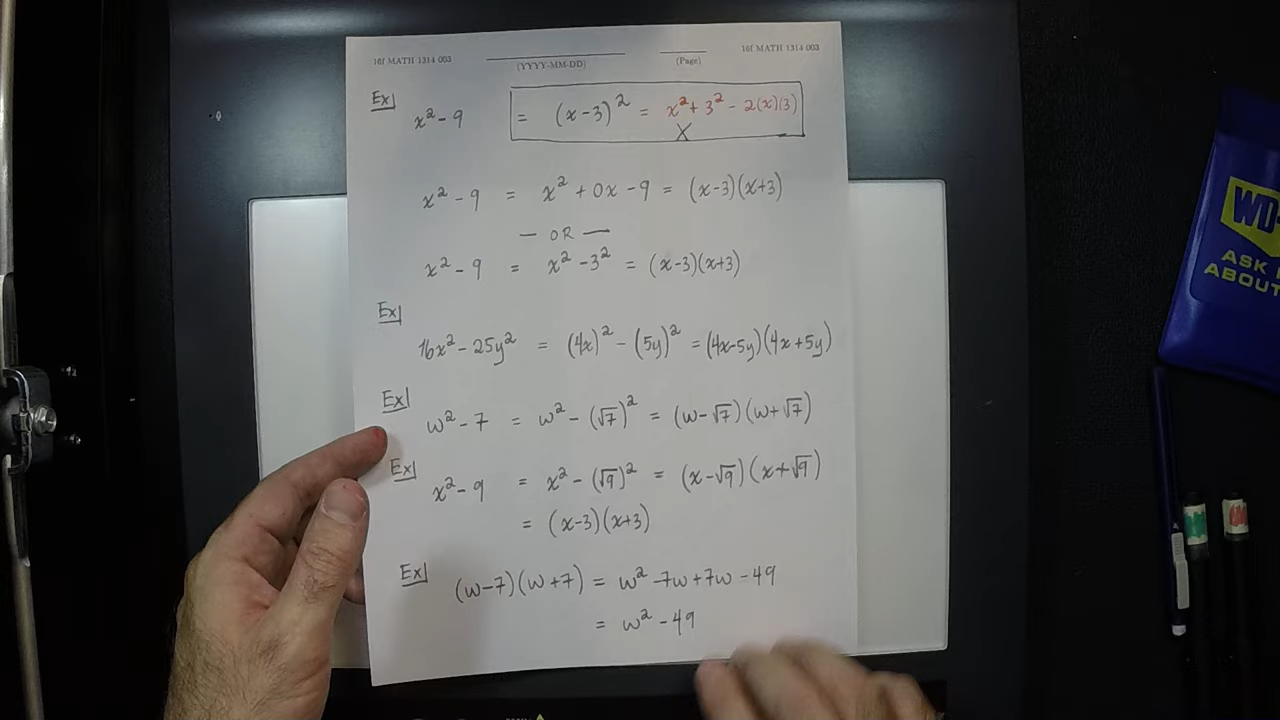 16f MATH 1314 003
(YYYY-MM-DD)
(Page)
16f MATH 1314 003
Ex
x² - 9 = (x-3)² = x² + 3² - 2(x)(3)
X
x² - 9 = x² + 0x - 9 = (x-3)(x+3)
— OR —
x² - 9 = x² - 3² = (x-3)(x+3)
Ex
16x² - 25y² = (4x)² - (5y)² = (4x-5y)(4x+5y)
Ex
w² - 7 = w² - (√7)² = (w-√7)(w+√7)
Ex
x² - 9 = x² - (√9)² = (x-√9)(x+√9)
= (x-3)(x+3)
Ex
(w-7)(w+7) = w² - 7w + 7w - 49
= w² - 49
WD-
ASK
ABOUT